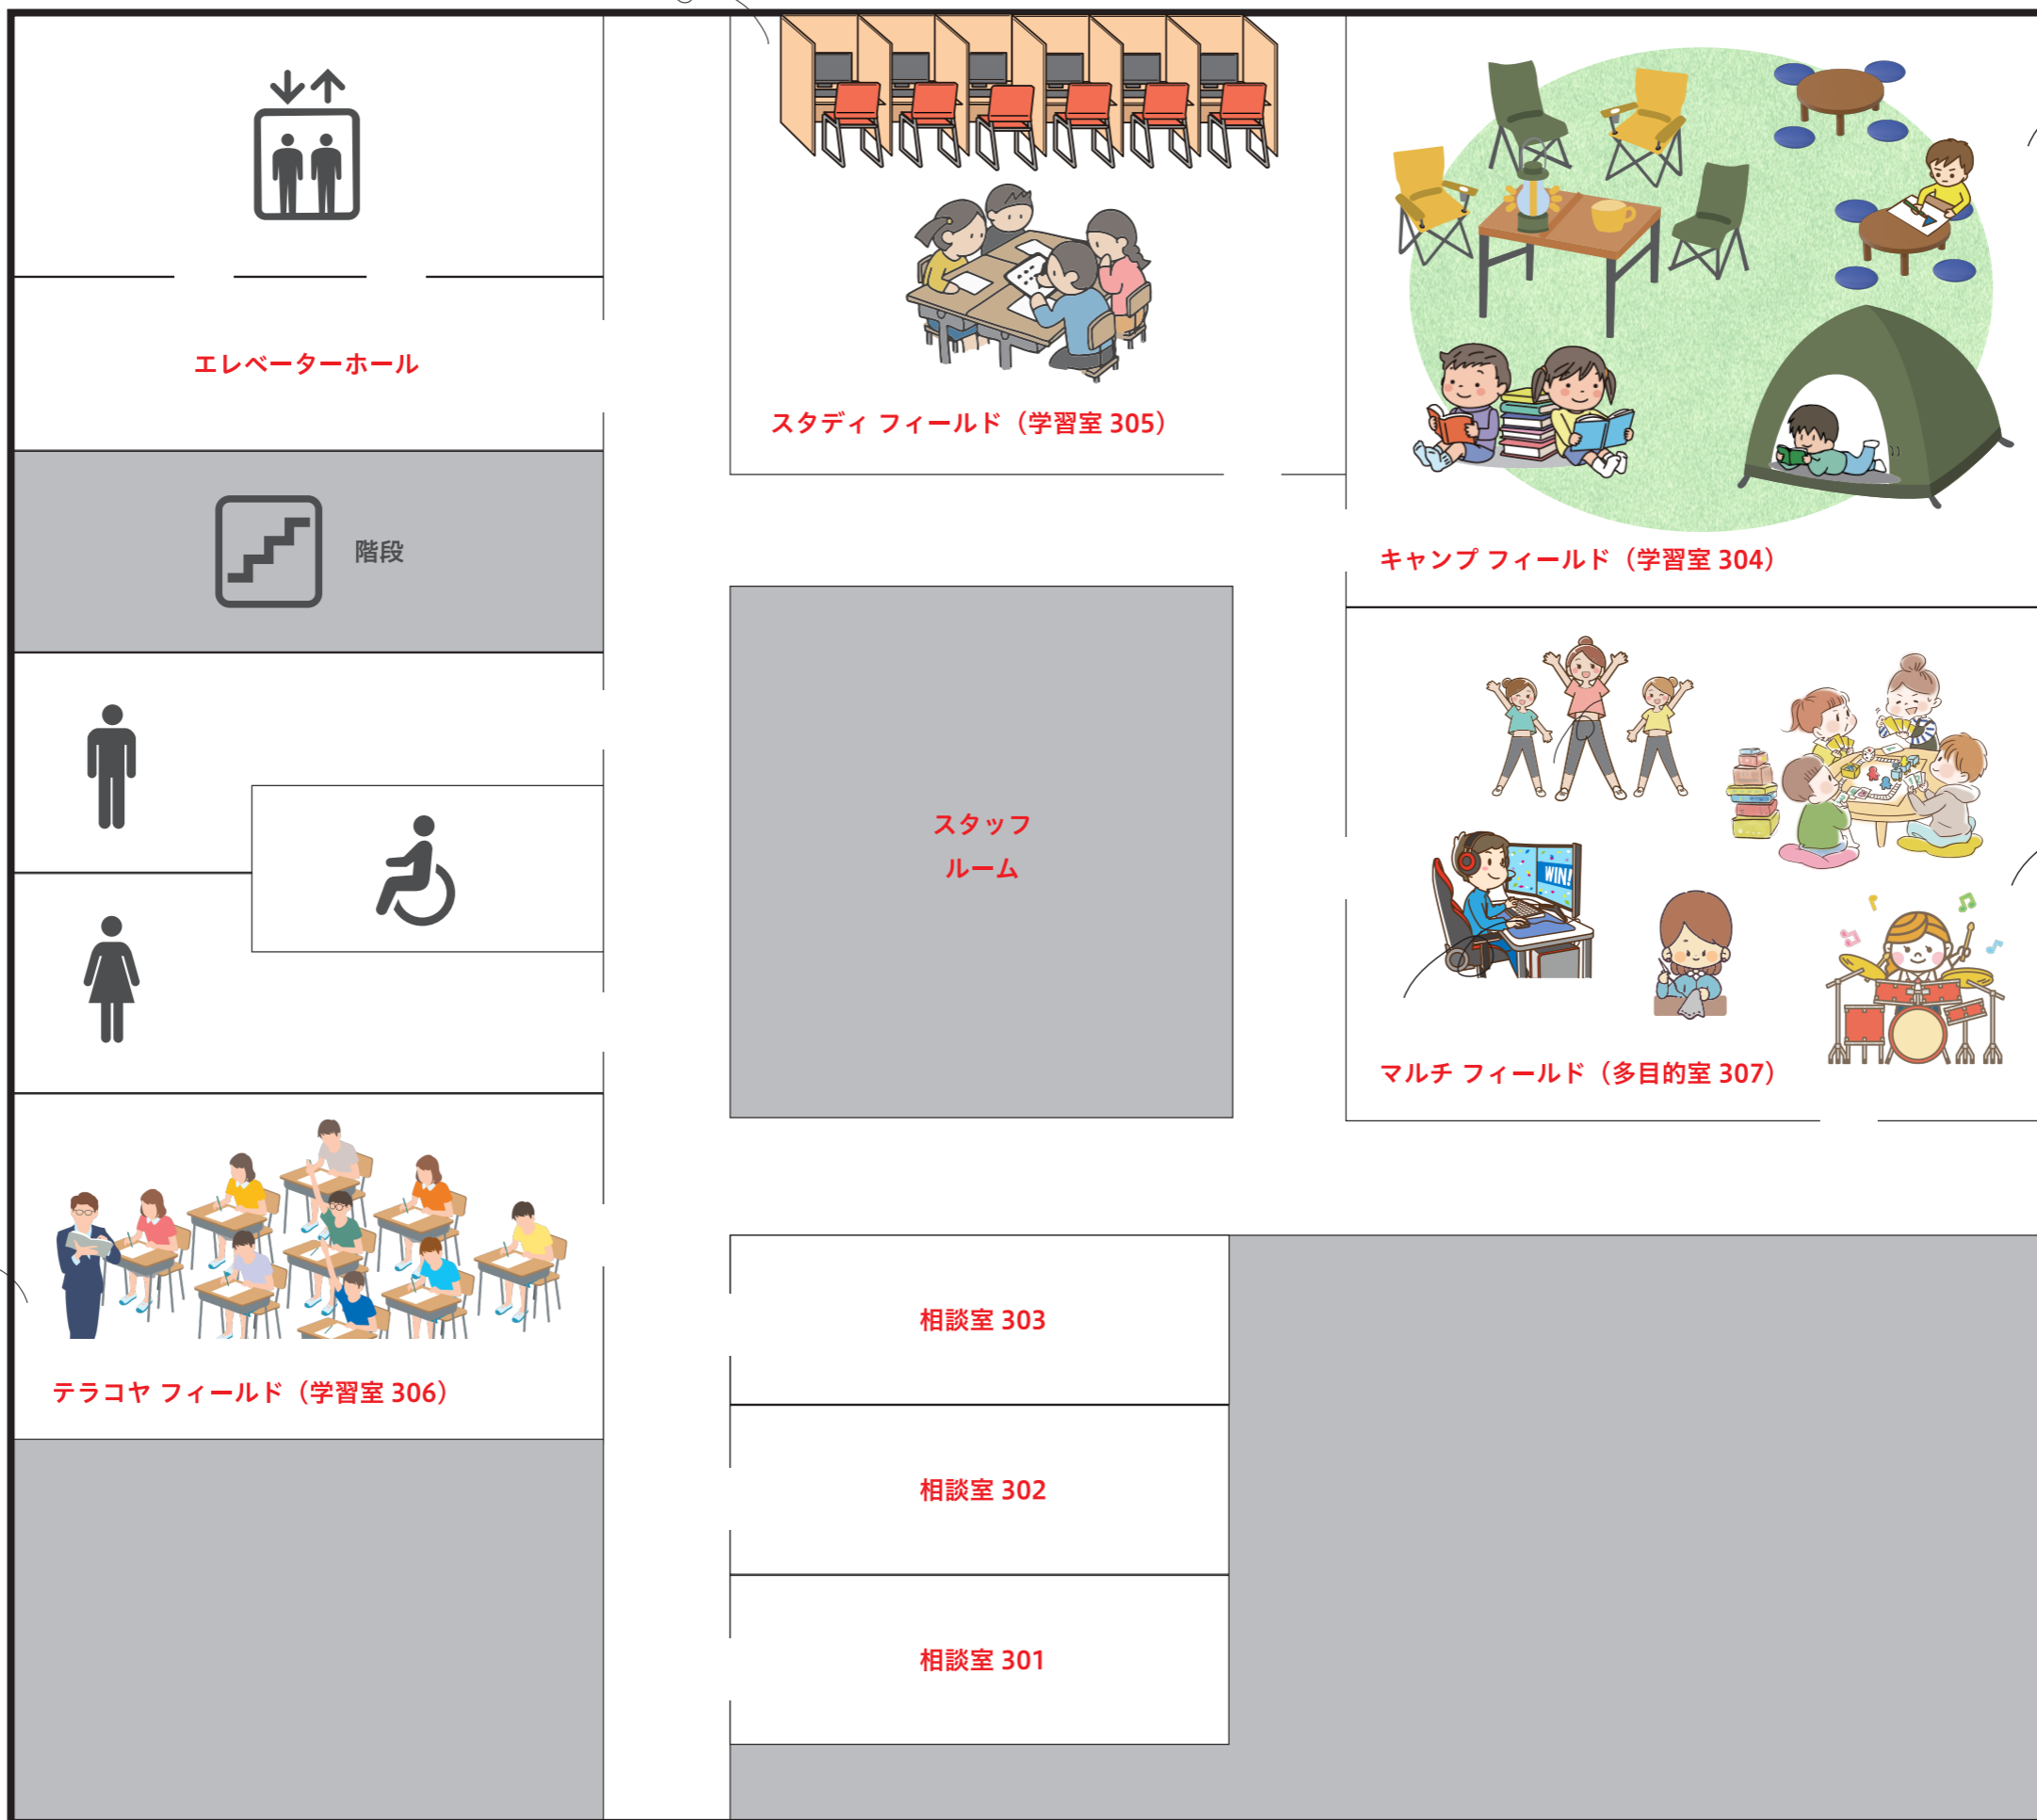 エレベーターホール
スタディ フィールド（学習室 305）
階段
キャンプ フィールド（学習室 304）
スタッフ
ルーム
WIN!
マルチ フィールド（多目的室 307）
相談室 303
テラコヤ フィールド（学習室 306）
相談室 302
相談室 301